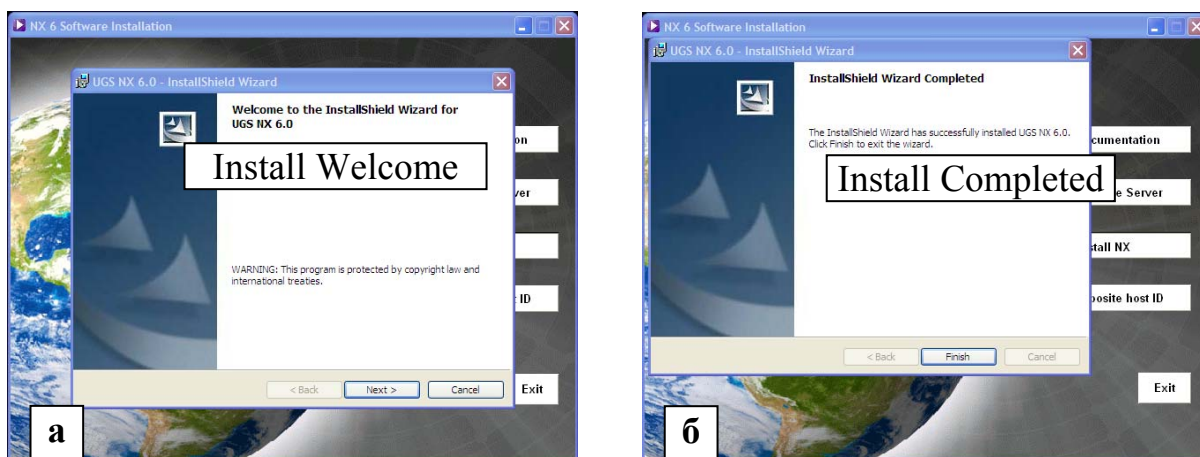 NX 6 Software Installation
UGS NX 6.0 - InstallShield Wizard
Welcome to the InstallShield Wizard for
UGS NX 6.0
Install Welcome
WARNING: This program is protected by copyright law and
international treaties.
< Back
Next >
Cancel
on
ver
ID
Exit
а
NX 6 Software Installation
UGS NX 6.0 - InstallShield Wizard
InstallShield Wizard Completed
The InstallShield Wizard has successfully installed UGS NX 6.0.
Click Finish to exit the wizard.
Install Completed
< Back
Finish
Cancel
cumentation
e Server
tall NX
posite host ID
Exit
б